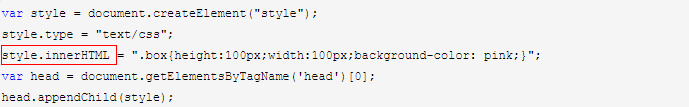 var style = document.createElement("style");
style.type = "text/css";
style.innerHTML = ".box{height:100px;width:100px;background-color: pink;}";
var head = document.getElementsByTagName('head')[0];
head.appendChild(style);